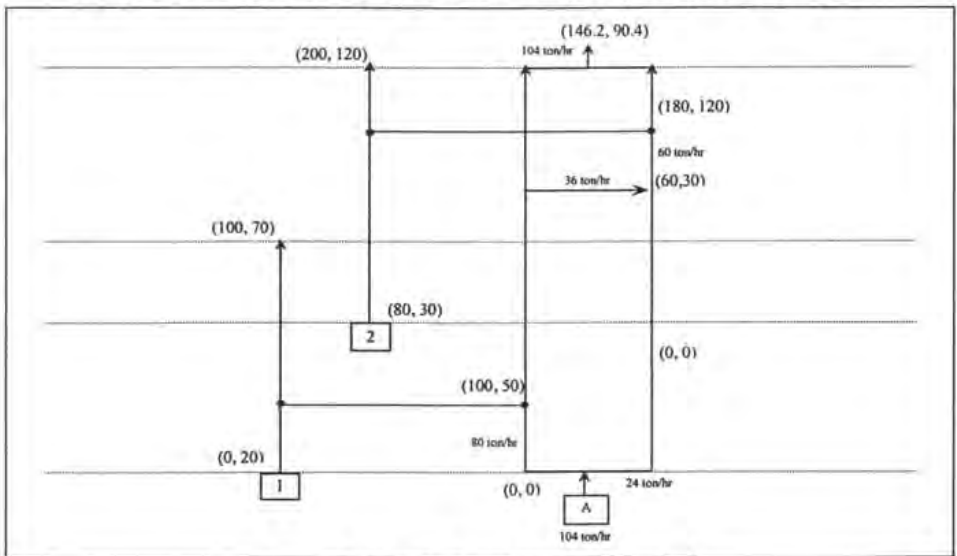 (146.2, 90.4)
(200, 120)
104 ton/hr
(180, 120)
60 ton/hr
36 ton/hr
(60,30)
(100, 70)
(80, 30)
2
(0, 0)
(100, 50)
80 ton/hr
(0, 20)
1
(0, 0)
24 ton/hr
A
104 ton/hr